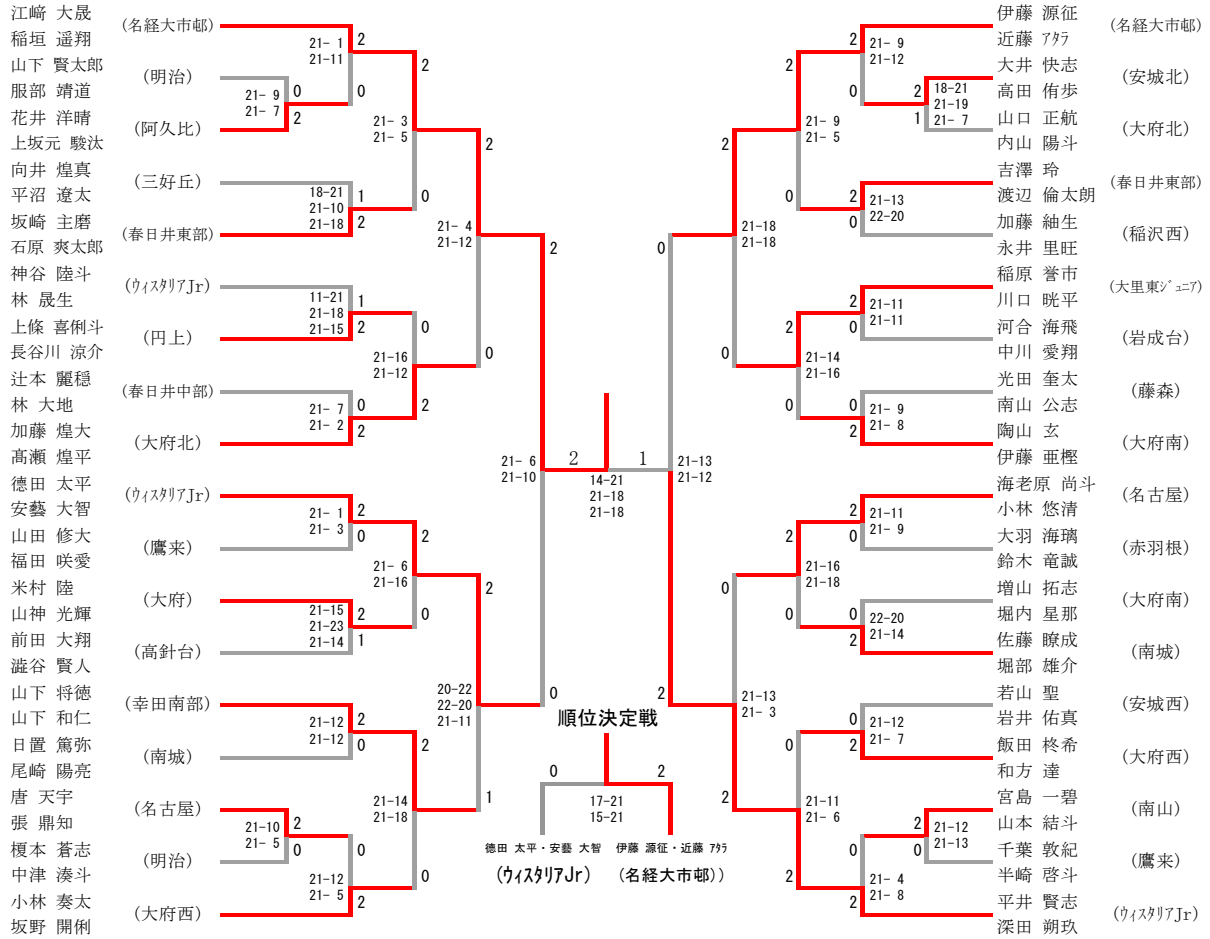 江﨑 大晟
稲垣 遥翔
(名経大市邨)
山下 賢太郎
服部 靖道
(明治)
花井 洋晴
上坂元 駿汰
(阿久比)
向井 煌真
平沼 遼太
(三好丘)
坂崎 主磨
石原 爽太郎
(春日井東部)
神谷 陸斗
林 晟生
(ウィスタリアJr)
上條 喜俐斗
長谷川 涼介
(円上)
辻本 麗穏
林 大地
(春日井中部)
加藤 煌大
髙瀬 煌平
(大府北)
德田 太平
安藝 大智
(ウィスタリアJr)
山田 修大
福田 咲愛
(鷹来)
米村 陸
山神 光輝
(大府)
前田 大翔
澁谷 賢人
(高針台)
山下 将徳
山下 和仁
(幸田南部)
日置 篤弥
尾崎 陽亮
(南城)
唐 天宇
張 鼎知
(名古屋)
榎本 蒼志
中津 湊斗
(明治)
小林 奏太
坂野 開俐
(大府西)
21- 1
21-11
2
0
21- 9
21- 7
0
2
21- 3
21- 5
2
0
18-21
21-10
21-18
1
2
21- 4
21-12
2
0
11-21
21-18
21-15
1
2
21-16
21-12
0
2
21- 7
21- 2
0
2
21- 6
21-10
2
0
21- 1
21- 3
2
0
21- 6
21-16
2
0
21-15
21-23
21-14
2
1
20-22
22-20
21-11
2
1
21-12
21-12
2
0
21-14
21-18
2
0
21-10
21- 5
2
0
21-12
21- 5
0
2
2
1
14-21
21-18
21-18
順位決定戦
0
2
17-21
15-21
徳田 太平・安藝 大智
伊藤 源征・近藤 ｱﾀﾗ
(ウィスタリアJr)
(名経大市邨))
伊藤 源征
近藤 ｱﾀﾗ
(名経大市邨)
大井 快志
高田 侑歩
(安城北)
山口 正航
内山 陽斗
(大府北)
吉澤 玲
渡辺 倫太朗
(春日井東部)
加藤 紬生
永井 里旺
(稲沢西)
稲原 誉市
川口 晄平
(大里東ｼﾞｭﾆｱ)
河合 海飛
中川 愛翔
(岩成台)
光田 奎太
南山 公志
(藤森)
陶山 玄
伊藤 亜樫
(大府南)
海老原 尚斗
小林 悠清
(名古屋)
大羽 海璃
鈴木 竜誠
(赤羽根)
増山 拓志
堀内 星那
(大府南)
佐藤 瞭成
堀部 雄介
(南城)
若山 聖
岩井 佑真
(安城西)
飯田 柊希
和方 達
(大府西)
宮島 一碧
山本 結斗
(南山)
千葉 敦紀
半崎 啓斗
(鷹来)
平井 賢志
深田 朔玖
(ウィスタリアJr)
2
0
21- 9
21-12
2
1
18-21
21-19
21- 7
2
0
21- 9
21- 5
2
0
21-13
22-20
2
0
21-18
21-18
2
0
21-11
21-11
2
0
21-14
21-16
0
2
21- 9
21- 8
0
2
21-13
21-12
2
0
21-11
21- 9
2
0
21-16
21-18
0
2
22-20
21-14
0
2
21-13
21- 3
0
2
21-12
21- 7
0
2
21-11
21- 6
2
0
21-12
21-13
0
2
21- 4
21- 8